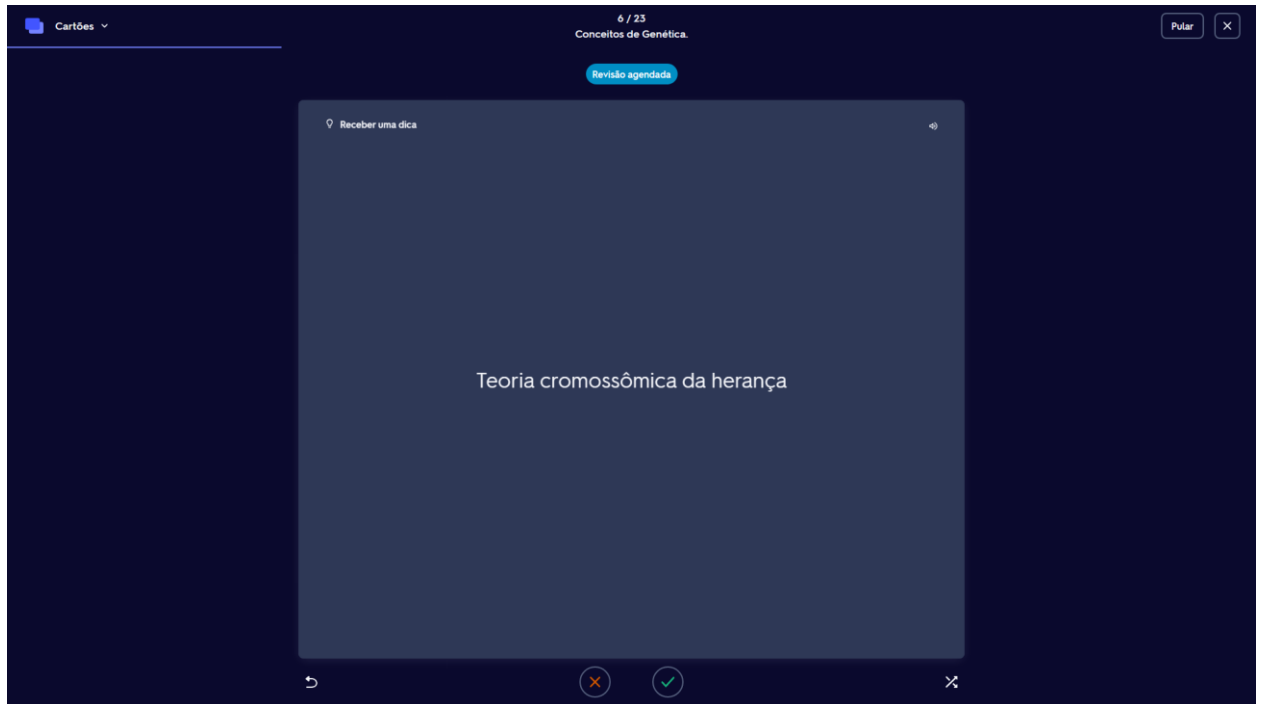 Cartões
6 / 23
Conceitos de Genética.
Pular
Revisão agendada
Receber uma dica
Teoria cromossômica da herança